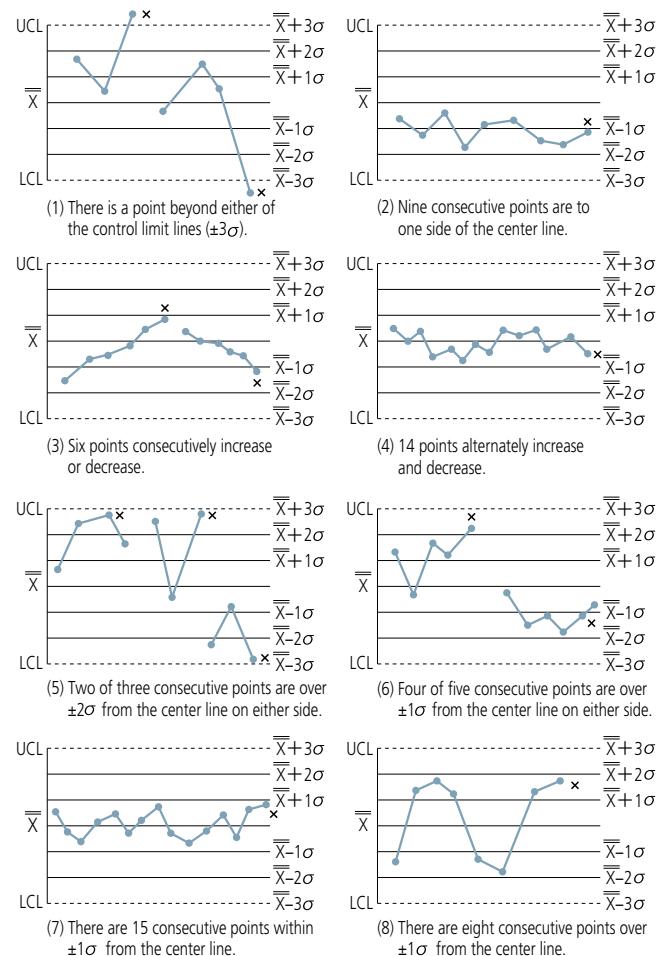 UCL X̿+3σ
X̿+2σ
X̿+1σ
X̿
X̿–1σ
X̿–2σ
LCL X̿–3σ
(1) There is a point beyond either of
the control limit lines (±3σ).
UCL X̿+3σ
X̿+2σ
X̿+1σ
X̿
X̿–1σ
X̿–2σ
LCL X̿–3σ
(2) Nine consecutive points are to
one side of the center line.
UCL X̿+3σ
X̿+2σ
X̿+1σ
X̿
X̿–1σ
X̿–2σ
LCL X̿–3σ
(3) Six points consecutively increase
or decrease.
UCL X̿+3σ
X̿+2σ
X̿+1σ
X̿
X̿–1σ
X̿–2σ
LCL X̿–3σ
(4) 14 points alternately increase
and decrease.
UCL X̿+3σ
X̿+2σ
X̿+1σ
X̿
X̿–1σ
X̿–2σ
LCL X̿–3σ
(5) Two of three consecutive points are over
±2σ from the center line on either side.
UCL X̿+3σ
X̿+2σ
X̿+1σ
X̿
X̿–1σ
X̿–2σ
LCL X̿–3σ
(6) Four of five consecutive points are over
±1σ from the center line on either side.
UCL X̿+3σ
X̿+2σ
X̿+1σ
X̿
X̿–1σ
X̿–2σ
LCL X̿–3σ
(7) There are 15 consecutive points within
±1σ from the center line.
UCL X̿+3σ
X̿+2σ
X̿+1σ
X̿
X̿–1σ
X̿–2σ
LCL X̿–3σ
(8) There are eight consecutive points over
±1σ from the center line.